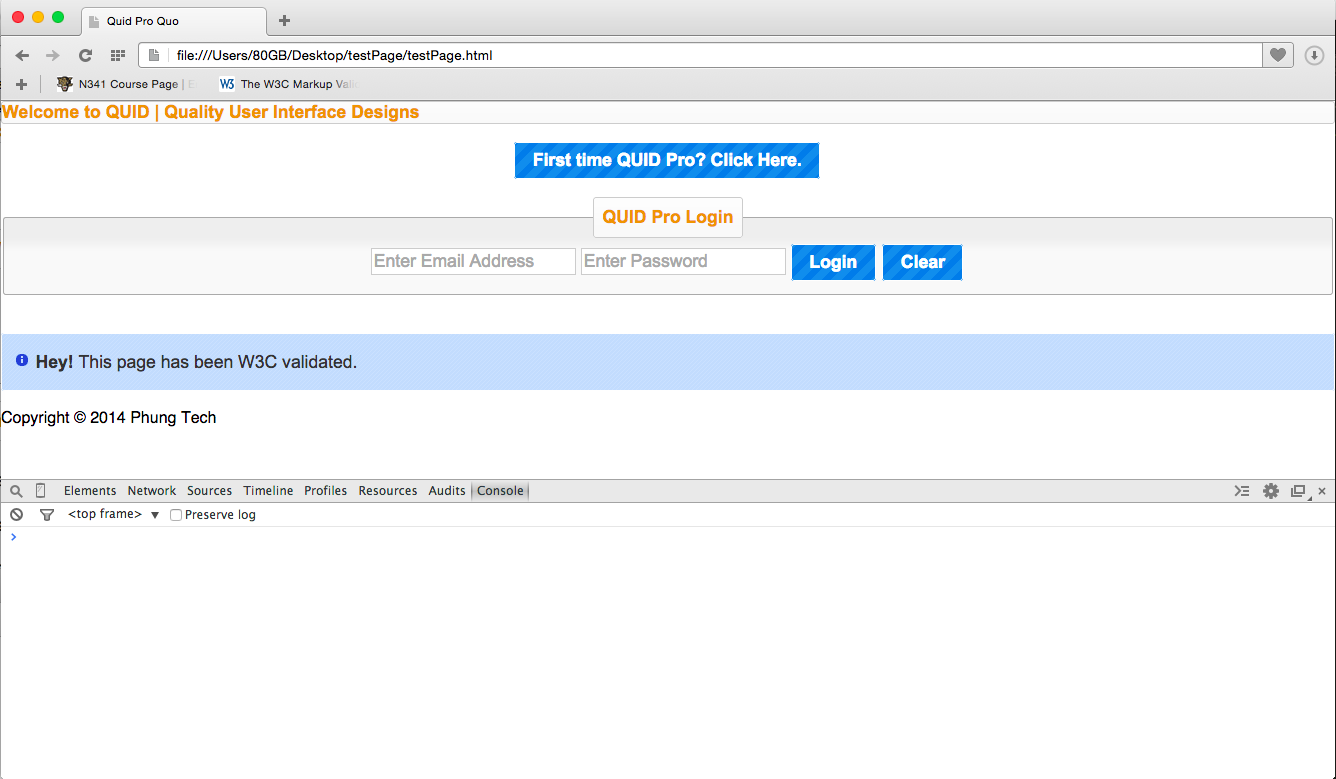 Quid Pro Quo
file:///Users/80GB/Desktop/testPage/testPage.html
N341 Course Page | The W3C Markup
Welcome to QUID | Quality User Interface Designs
First time QUID Pro? Click Here.
QUID Pro Login
Enter Email Address Enter Password Login Clear
Hey! This page has been W3C validated.
Copyright © 2014 Phung Tech
Elements Network Sources Timeline Profiles Resources Audits Console
<top frame> Preserve log